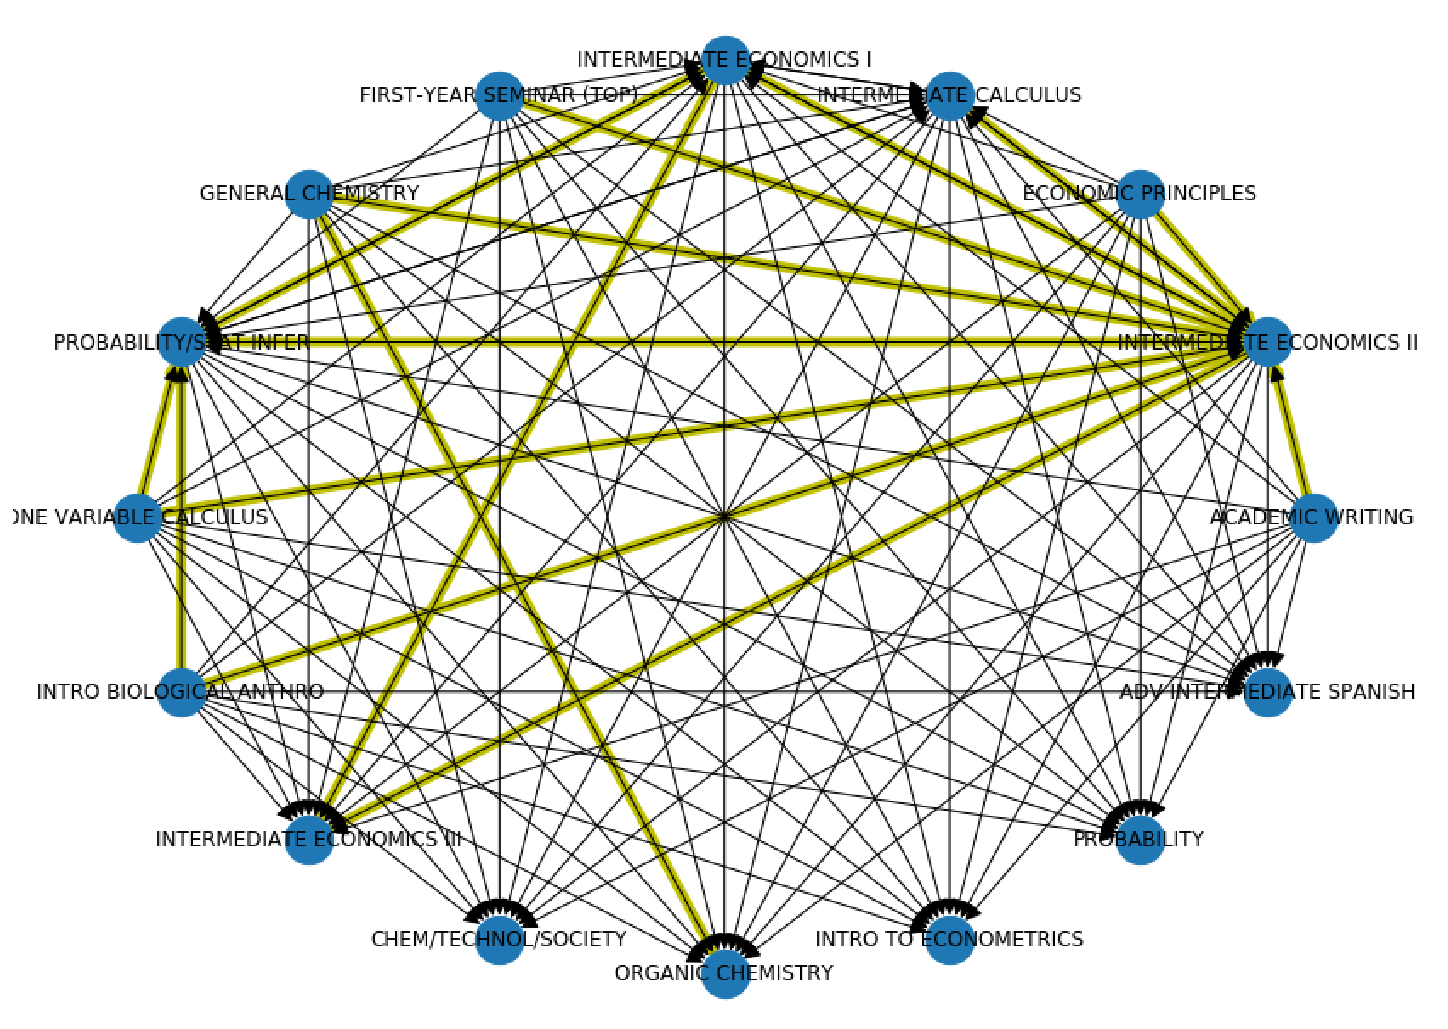 INTERMEDIATE ECONOMICS I
FIRST-YEAR SEMINAR (TOP)
INTERMEDIATE CALCULUS
GENERAL CHEMISTRY
ECONOMIC PRINCIPLES
PROBABILITY/STAT INFER
INTERMEDIATE ECONOMICS II
ONE VARIABLE CALCULUS
ACADEMIC WRITING
INTRO BIOLOGICAL ANTHRO
ADV INTERMEDIATE SPANISH
INTERMEDIATE ECONOMICS III
PROBABILITY
CHEM/TECHNOL/SOCIETY
INTRO TO ECONOMETRICS
ORGANIC CHEMISTRY